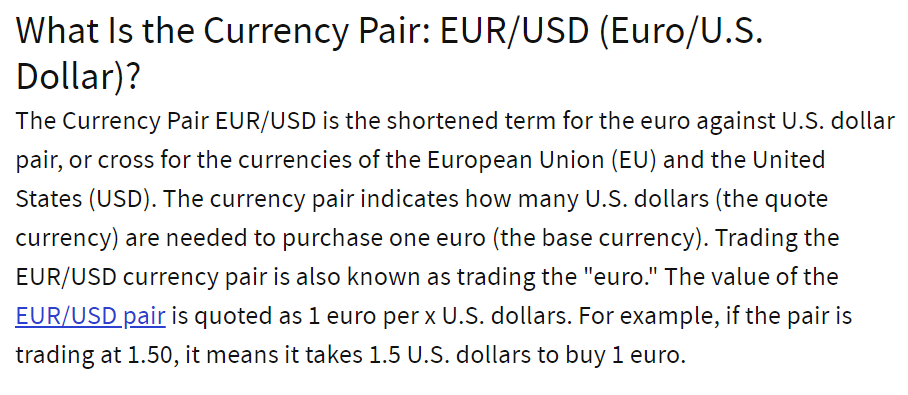 What Is the Currency Pair: EUR/USD (Euro/U.S.
Dollar)?
The Currency Pair EUR/USD is the shortened term for the euro against U.S. dollar
pair, or cross for the currencies of the European Union (EU) and the United
States (USD). The currency pair indicates how many U.S. dollars (the quote
currency) are needed to purchase one euro (the base currency). Trading the
EUR/USD currency pair is also known as trading the "euro." The value of the
EUR/USD pair is quoted as 1 euro per x U.S. dollars. For example, if the pair is
trading at 1.50, it means it takes 1.5 U.S. dollars to buy 1 euro.